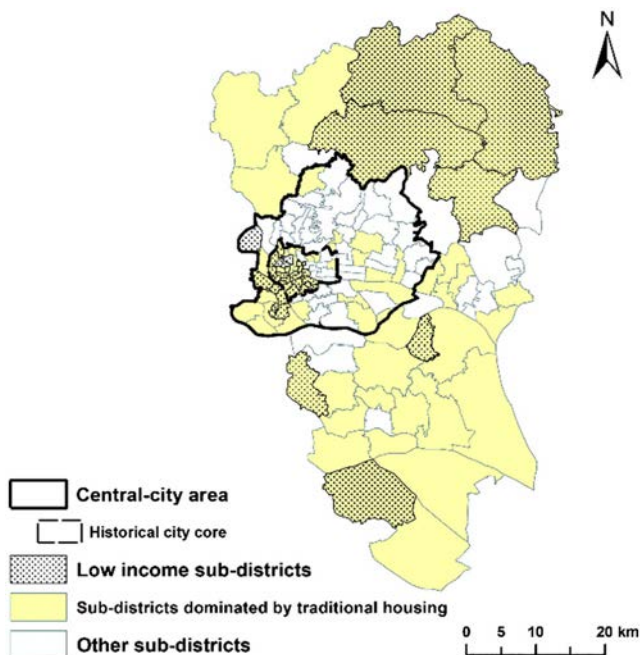 N
Central-city area
Historical city core
Low income sub-districts
Sub-districts dominated by traditional housing
Other sub-districts
0 5 10 20 km